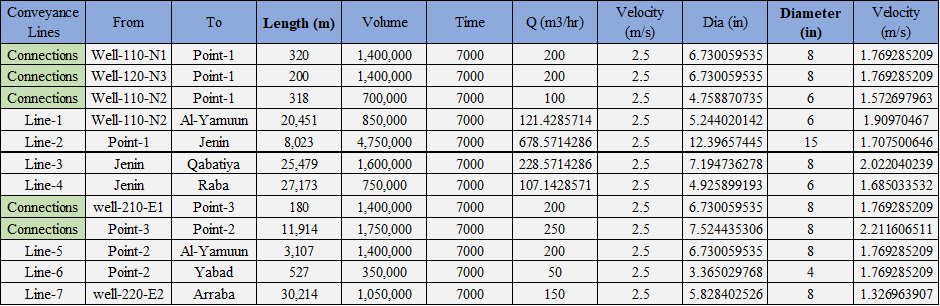 Conveyance Lines From To Length (m) Volume Time Q (m3/hr) Velocity (m/s) Dia (in) Diameter (in) Velocity (m/s)
Connections Well-110-N1 Point-1 320 1,400,000 7000 200 2.5 6.730059535 8 1.769285209
Connections Well-120-N3 Point-1 200 1,400,000 7000 200 2.5 6.730059535 8 1.769285209
Connections Well-110-N2 Point-1 318 700,000 7000 100 2.5 4.758870735 6 1.572697963
Line-1 Well-110-N2 Al-Yamuun 20,451 850,000 7000 121.4285714 2.5 5.244020142 6 1.90970467
Line-2 Point-1 Jenin 8,023 4,750,000 7000 678.5714286 2.5 12.39657445 15 1.707500646
Line-3 Jenin Qabatiya 25,479 1,600,000 7000 228.5714286 2.5 7.194736278 8 2.022040239
Line-4 Jenin Raba 27,173 750,000 7000 107.1428571 2.5 4.925899193 6 1.685033532
Connections well-210-E1 Point-3 180 1,400,000 7000 200 2.5 6.730059535 8 1.769285209
Connections Point-3 Point-2 11,914 1,750,000 7000 250 2.5 7.524435306 8 2.211606511
Line-5 Point-2 Al-Yamuun 3,107 1,400,000 7000 200 2.5 6.730059535 8 1.769285209
Line-6 Point-2 Yabad 527 350,000 7000 50 2.5 3.365029768 4 1.769285209
Line-7 well-220-E2 Arraba 30,214 1,050,000 7000 150 2.5 5.828402526 8 1.326963907